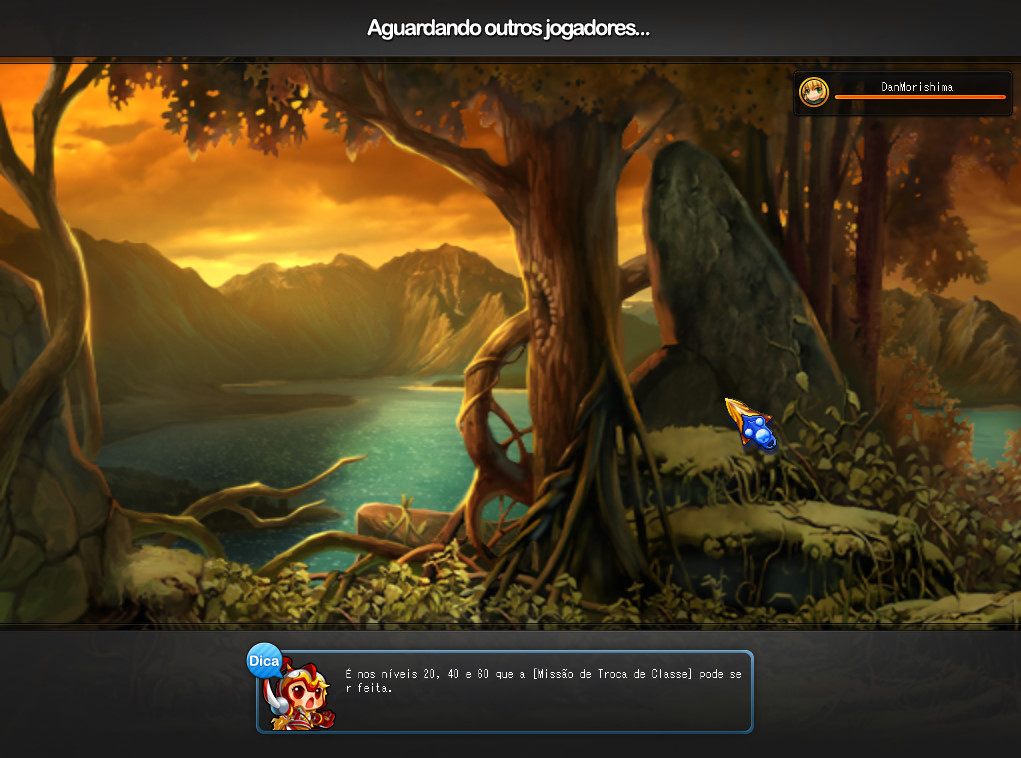 Aguardando outros jogadores...
DanMorishima
Dica
É nos níveis 20, 40 e 60 que a [Missão de Troca de Classe] pode se
r feita.